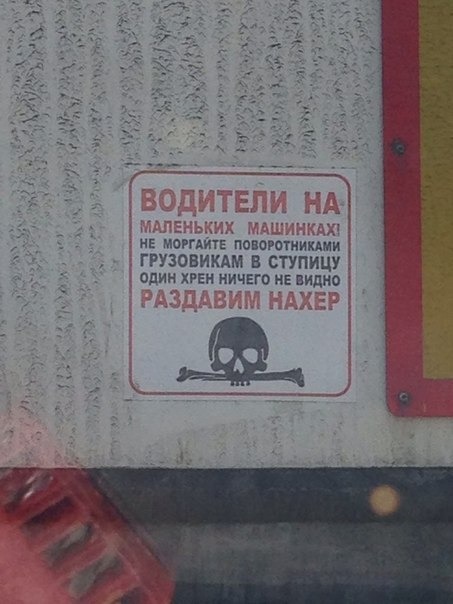 ВОДИТЕЛИ НА
МАЛЕНЬКИХ МАШИНКАХ!
НЕ МОРГАЙТЕ ПОВОРОТНИКАМИ
ГРУЗОВИКАМ В СТУПИЦУ
ОДИН ХРЕН НИЧЕГО НЕ ВИДНО
РАЗДАВИМ НАХЕР